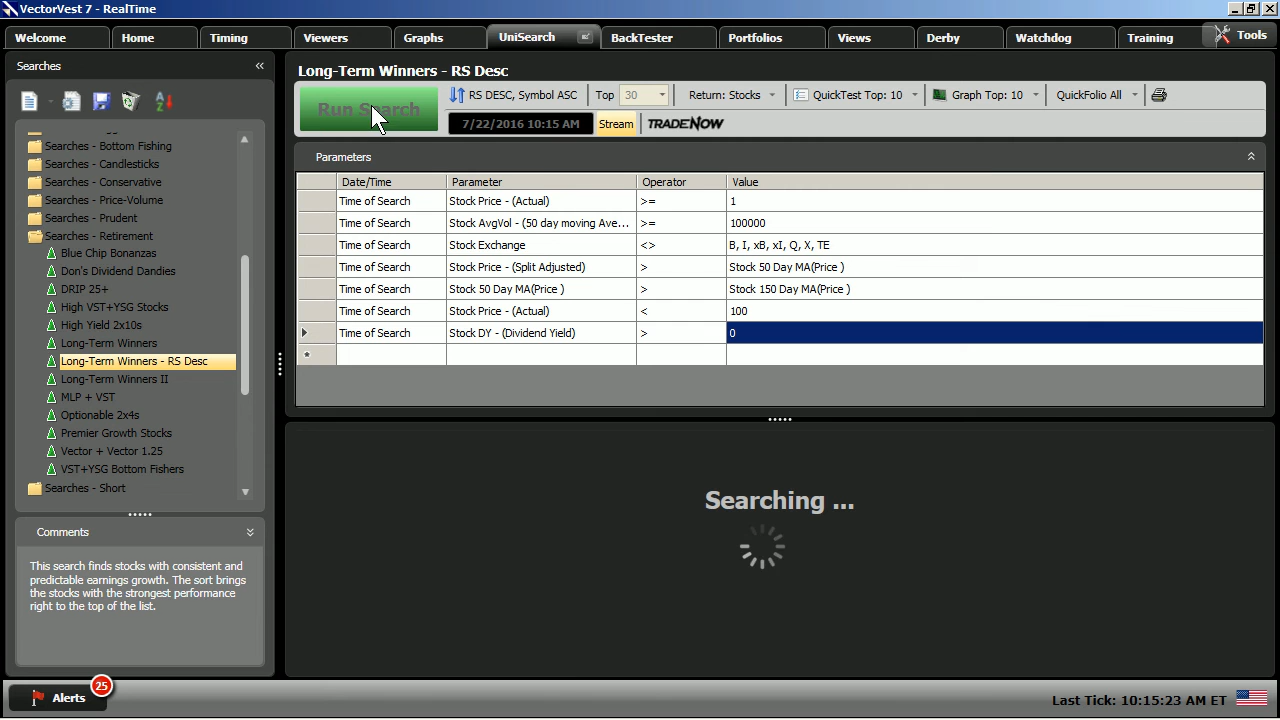 VectorVest 7 - RealTime
Welcome Home Timing Viewers Graphs UniSearch BackTester Portfolios Views Derby Watchdog Training Tools
Searches «
Long-Term Winners - RS Desc
Run Search RS DESC, Symbol ASC Top 30 Return: Stocks QuickTest Top: 10 Graph Top: 10 QuickFolio All
7/22/2016 10:15 AM Stream TRADENOW
Searches - Bottom Fishing
Searches - Candlesticks
Searches - Conservative
Searches - Price-Volume
Searches - Prudent
Searches - Retirement
Blue Chip Bonanzas
Don's Dividend Dandies
DRIP 25+
High VST+YSG Stocks
High Yield 2x10s
Long-Term Winners
Long-Term Winners - RS Desc
Long-Term Winners II
MLP + VST
Optionable 2x4s
Premier Growth Stocks
Vector + Vector 1.25
VST+YSG Bottom Fishers
Searches - Short
Parameters
Date/Time Parameter Operator Value
Time of Search Stock Price - (Actual) >= 1
Time of Search Stock AvgVol - (50 day moving Ave... >= 100000
Time of Search Stock Exchange <> B, I, xB, xI, Q, X, TE
Time of Search Stock Price - (Split Adjusted) > Stock 50 Day MA(Price )
Time of Search Stock 50 Day MA(Price ) > Stock 150 Day MA(Price )
Time of Search Stock Price - (Actual) < 100
Time of Search Stock DY - (Dividend Yield) > 0
*
Searching ...
Comments
This search finds stocks with consistent and
predictable earnings growth. The sort brings
the stocks with the strongest performance
right to the top of the list.
Alerts 25
Last Tick: 10:15:23 AM ET